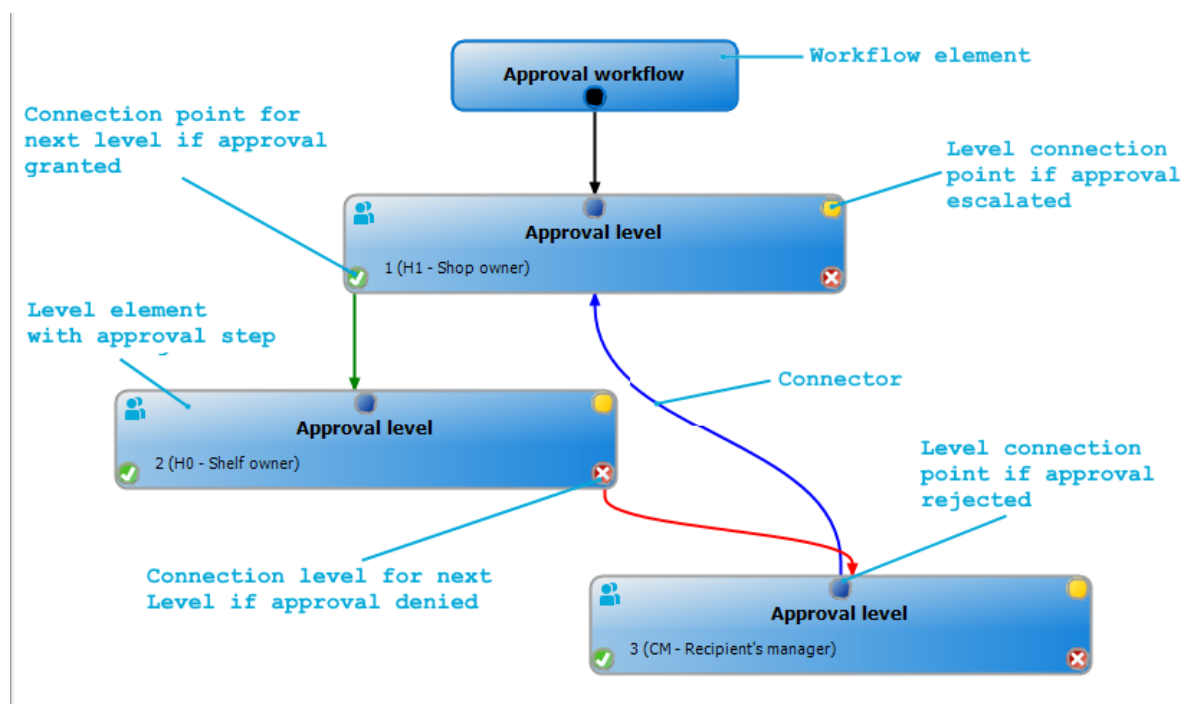 Approval workflow
Workflow element
Connection point for
next level if approval
granted
Level connection
point if approval
escalated
Approval level
1 (H1 - Shop owner)
Level element
with approval step
Connector
Approval level
2 (H0 - Shelf owner)
Level connection
point if approval
rejected
Connection level for next
Level if approval denied
Approval level
3 (CM - Recipient's manager)